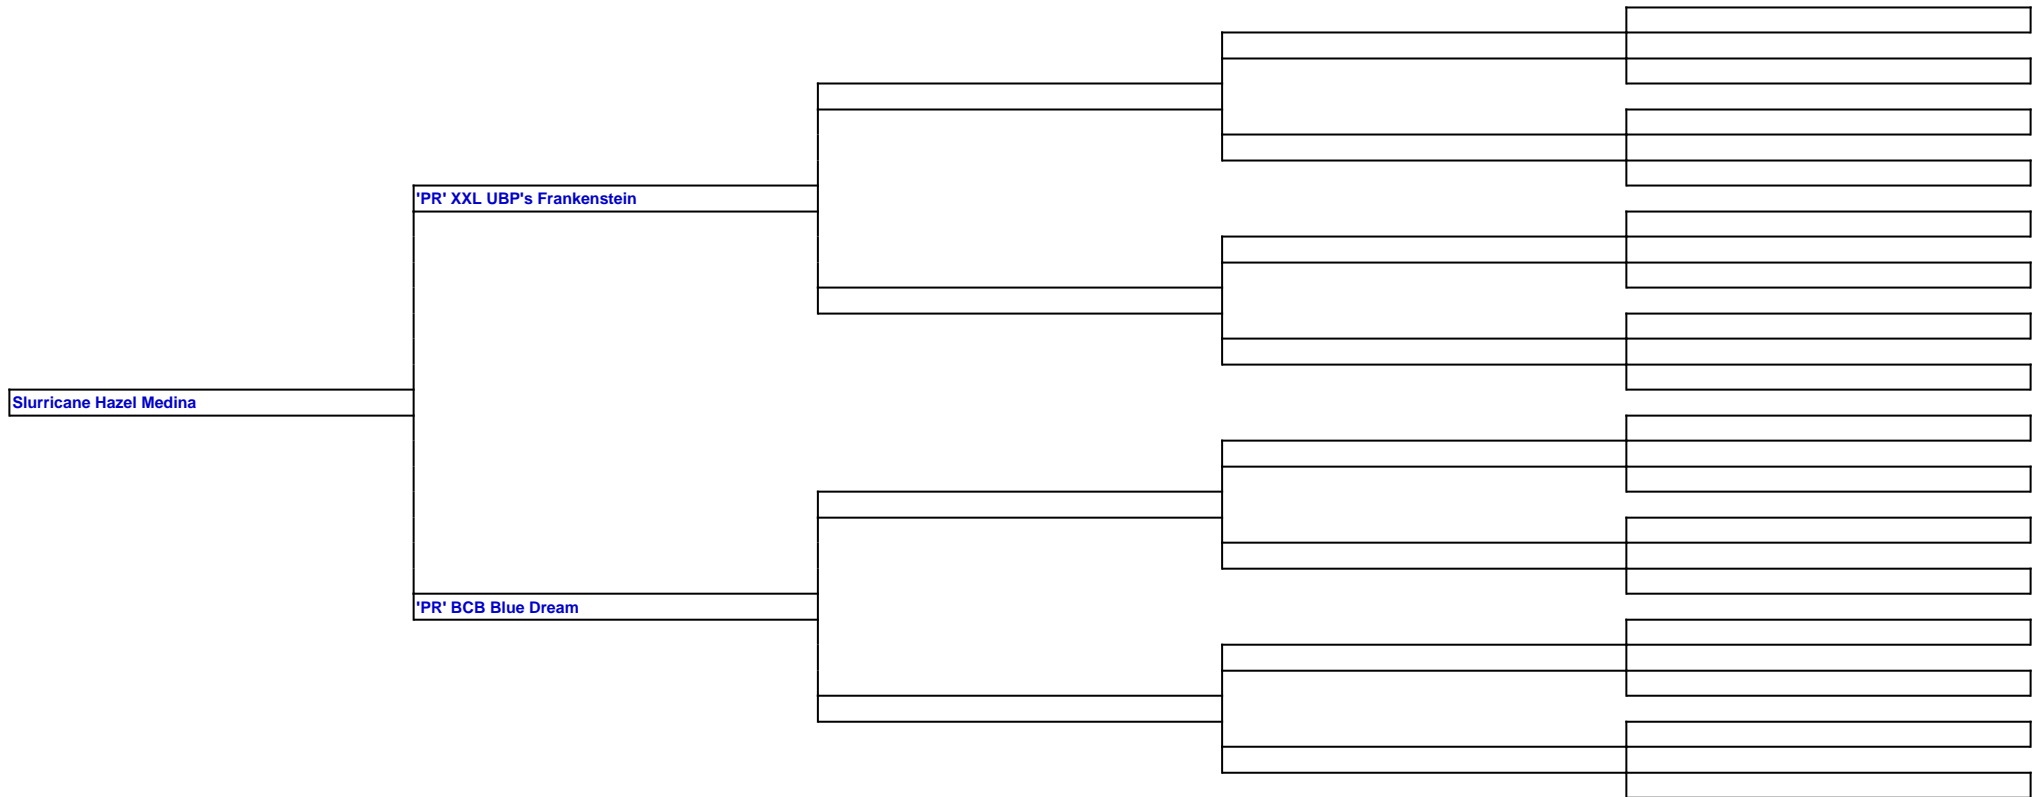 'PR' XXL UBP's Frankenstein
Slurricane Hazel Medina
'PR' BCB Blue Dream